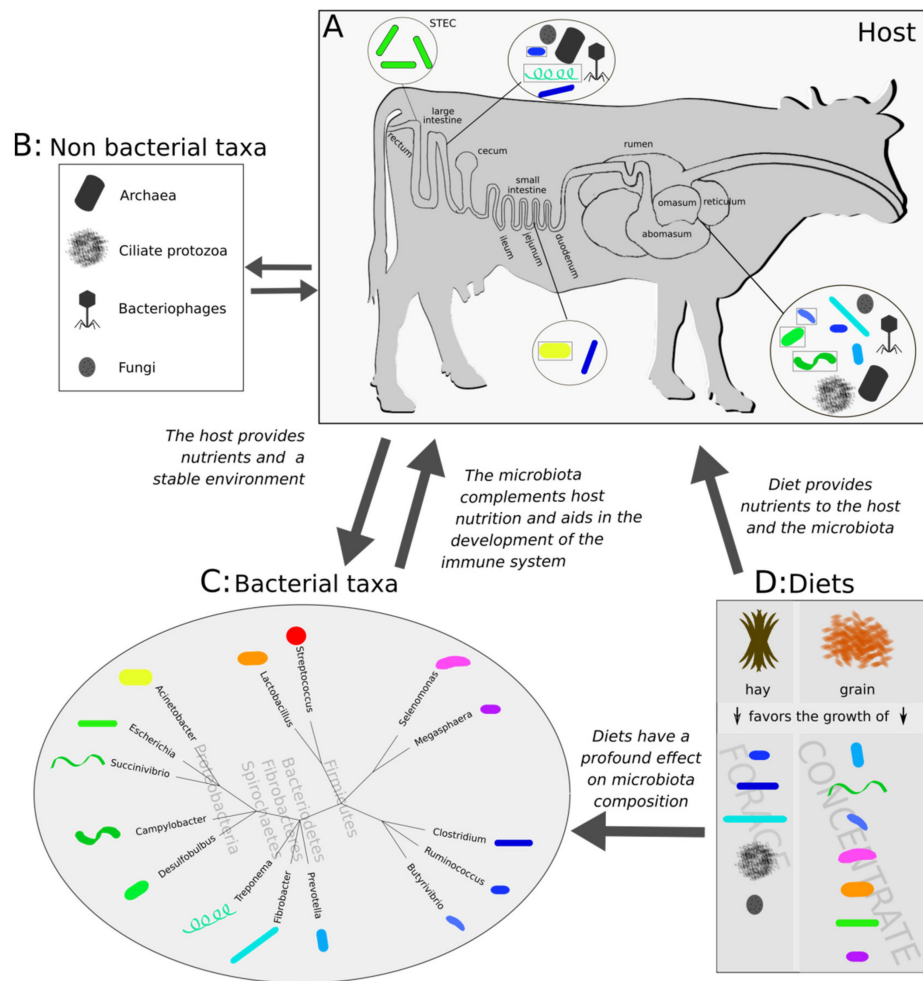 A
Host
STEC
large
intestine
rectum
cecum
small
intestine
ileum
jejunum
duodenum
rumen
omasum
reticulum
abomasum
B: Non bacterial taxa
Archaea
Ciliate protozoa
Bacteriophages
Fungi
The host provides
nutrients and a
stable environment
The microbiota
complements host
nutrition and aids in the
development of the
immune system
Diet provides
nutrients to the host
and the microbiota
C: Bacterial taxa
Streptococcus
Lactobacillus
Acinetobacter
Escherichia
Succinivibrio
Campylobacter
Desulfobulbus
Treponema
Fibrobacter
Prevotella
Butyrivibrio
Ruminococcus
Clostridium
Megasphaera
Selenomonas
Proteobacteria
Spirochaetes
Fibrobacteres
Bacteriodetes
Firmicutes
Diets have a
profound effect
on microbiota
composition
D: Diets
hay
grain
favors the growth of
FORAGE
CONCENTRATE